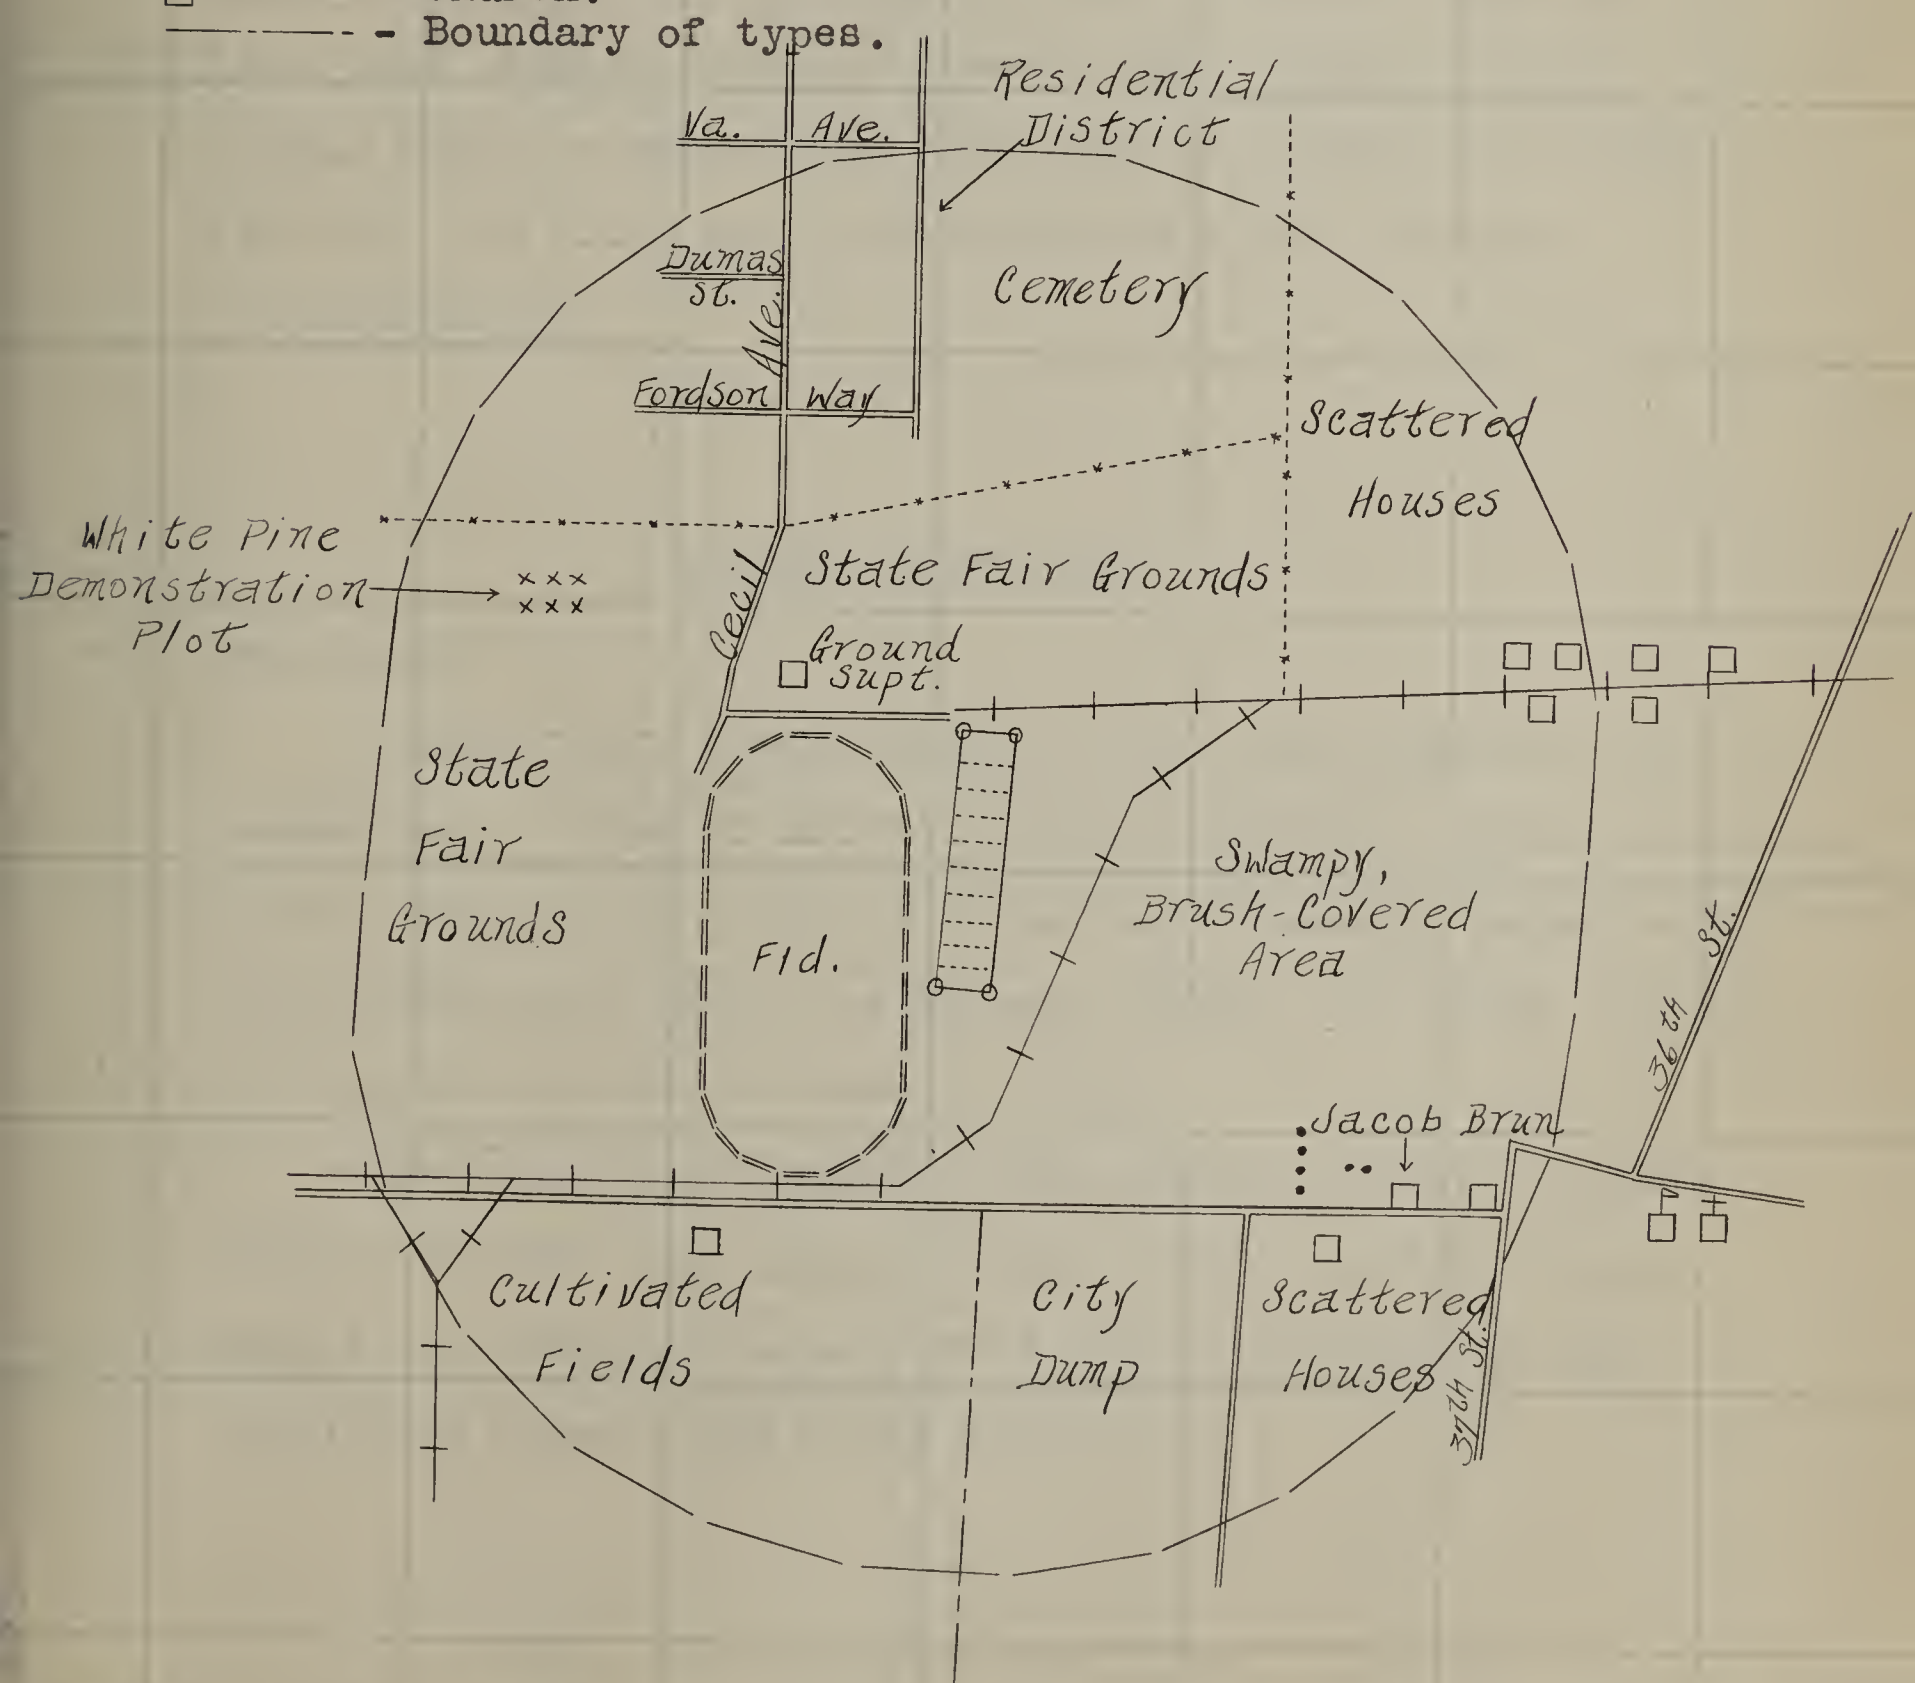 - Boundary of types.
Residential
District
Va. Ave.
Dumas
St.
Cemetery
Ave.
Fordson Way
Scattered
Houses
White Pine
Demonstration
Plot
x x x
x x x
Cecil
State Fair Grounds
Ground
Supt.
State
Fair
Grounds
Fld.
Swampy,
Brush-Covered
Area
36th St.
Jacob Brun
Cultivated
Fields
City
Dump
Scattered
Houses
37th St.